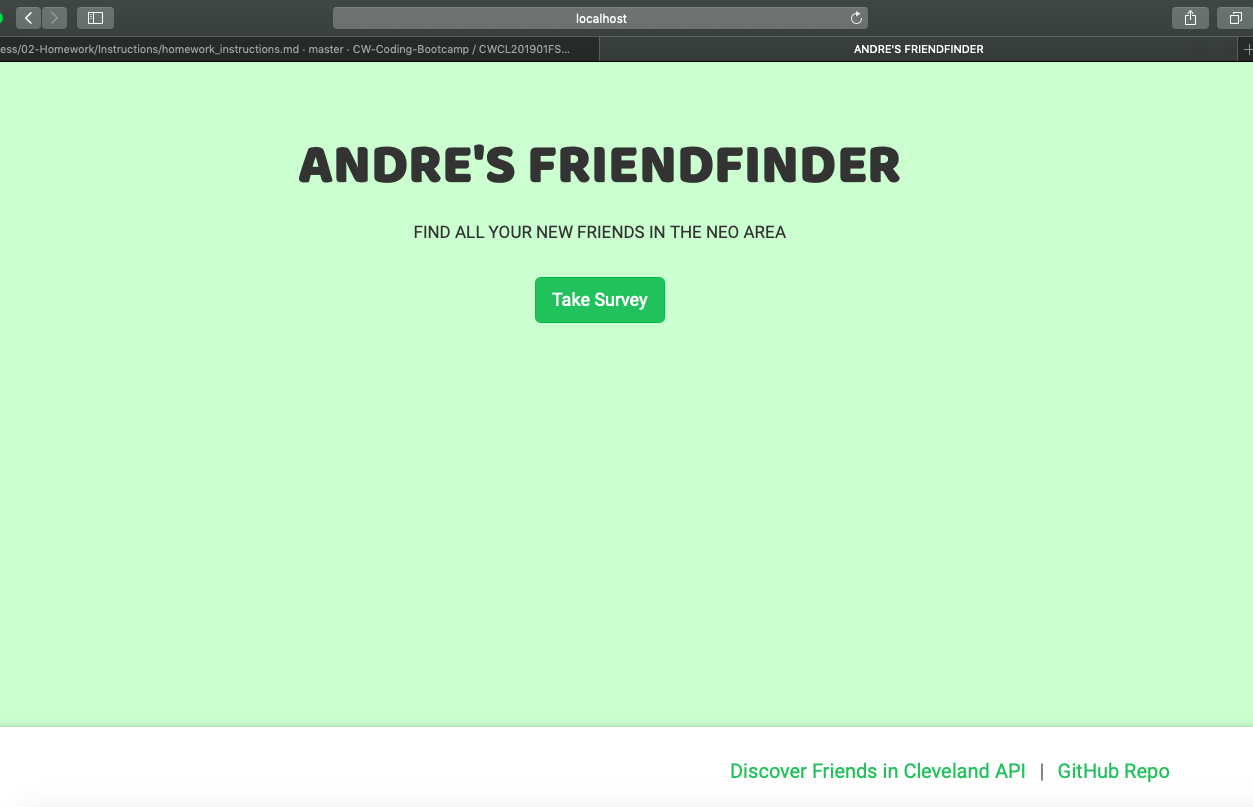 localhost
ess/02-Homework/Instructions/homework_instructions.md · master · CW-Coding-Bootcamp / CWCL201901FS...
ANDRE'S FRIENDFINDER
ANDRE'S FRIENDFINDER
FIND ALL YOUR NEW FRIENDS IN THE NEO AREA
Take Survey
Discover Friends in Cleveland API | GitHub Repo